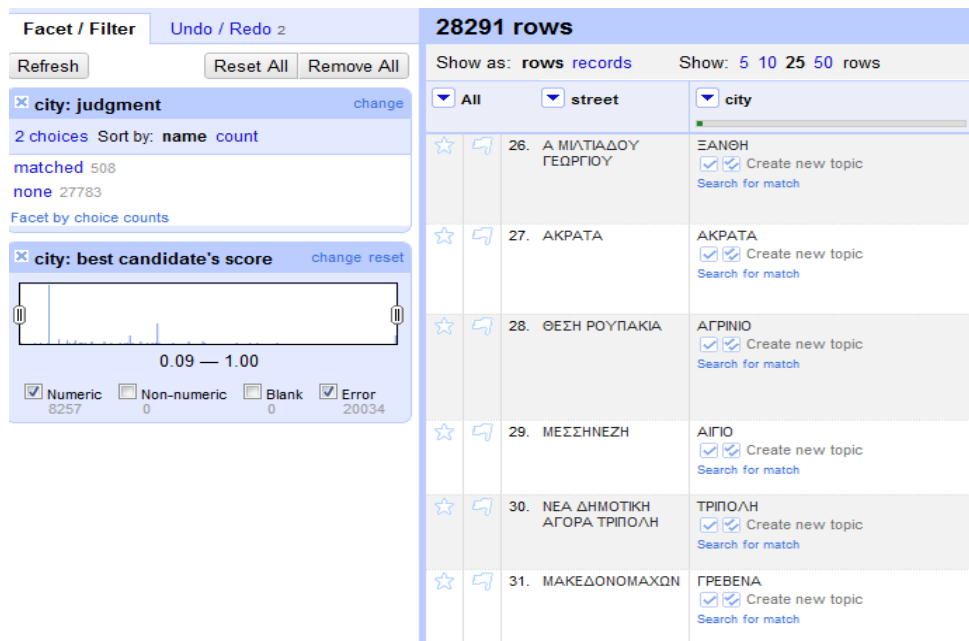 Facet / Filter Undo / Redo 2
Refresh Reset All Remove All
city: judgment change
2 choices Sort by: name count
matched 508
none 27783
Facet by choice counts
city: best candidate's score change reset
0.09 — 1.00
Numeric Non-numeric Blank Error
8257 0 0 20034
28291 rows
Show as: rows records Show: 5 10 25 50 rows
All street city
26. Α ΜΙΛΤΙΑΔΟΥ ΓΕΩΡΓΙΟΥ ΞΑΝΘΗ
Create new topic
Search for match
27. ΑΚΡΑΤΑ ΑΚΡΑΤΑ
Create new topic
Search for match
28. ΘΕΣΗ ΡΟΥΠΑΚΙΑ ΑΓΡΙΝΙΟ
Create new topic
Search for match
29. ΜΕΣΣΗΝΕΖΗ ΑΙΓΙΟ
Create new topic
Search for match
30. ΝΕΑ ΔΗΜΟΤΙΚΗ ΑΓΟΡΑ ΤΡΙΠΟΛΗ ΤΡΙΠΟΛΗ
Create new topic
Search for match
31. ΜΑΚΕΔΟΝΟΜΑΧΩΝ ΓΡΕΒΕΝΑ
Create new topic
Search for match